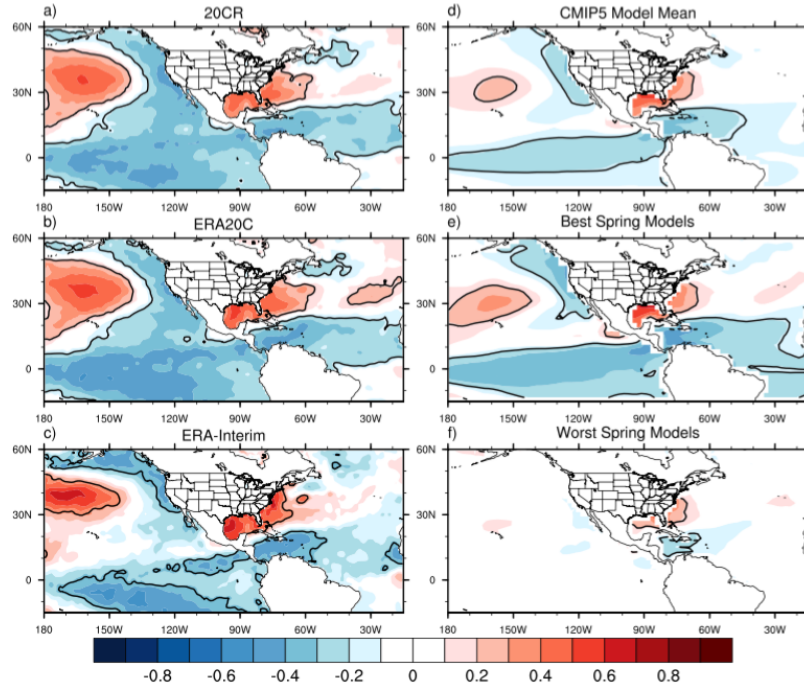 a) 20CR
60N
30N
0
180 150W 120W 90W 60W 30W
b) ERA20C
60N
30N
0
180 150W 120W 90W 60W 30W
c) ERA-Interim
60N
30N
0
180 150W 120W 90W 60W 30W
d) CMIP5 Model Mean
60N
30N
0
180 150W 120W 90W 60W 30W
e) Best Spring Models
60N
30N
0
180 150W 120W 90W 60W 30W
f) Worst Spring Models
60N
30N
0
180 150W 120W 90W 60W 30W
-0.8 -0.6 -0.4 -0.2 0 0.2 0.4 0.6 0.8